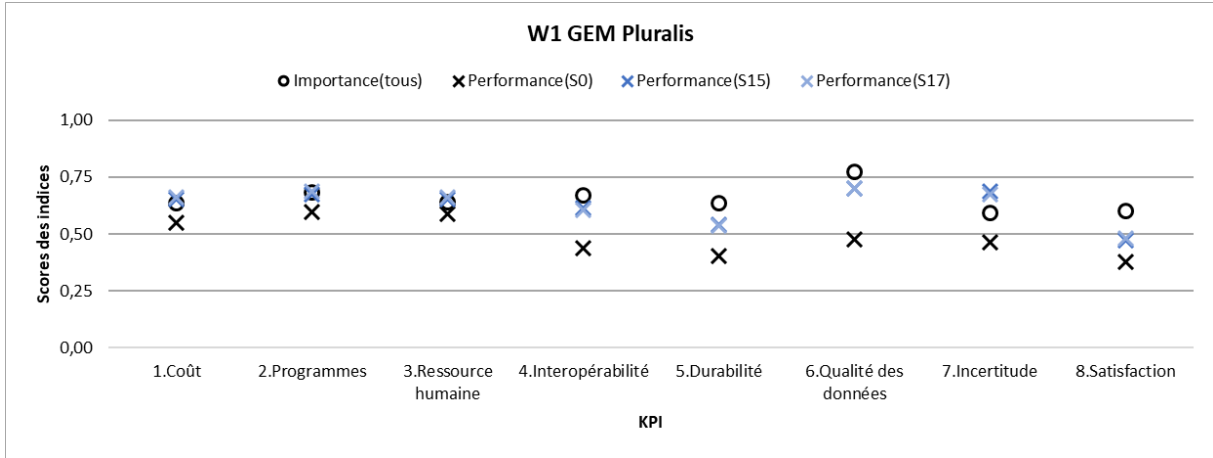 W1 GEM Pluralis
Importance(tous) Performance(S0) Performance(S15) Performance(S17)
Scores des indices
1,00
0,75
0,50
0,25
0,00
1.Coût 2.Programmes 3.Ressource 4.Interopérabilité 5.Durabilité 6.Qualité des 7.Incertitude 8.Satisfaction
humaine données
KPI